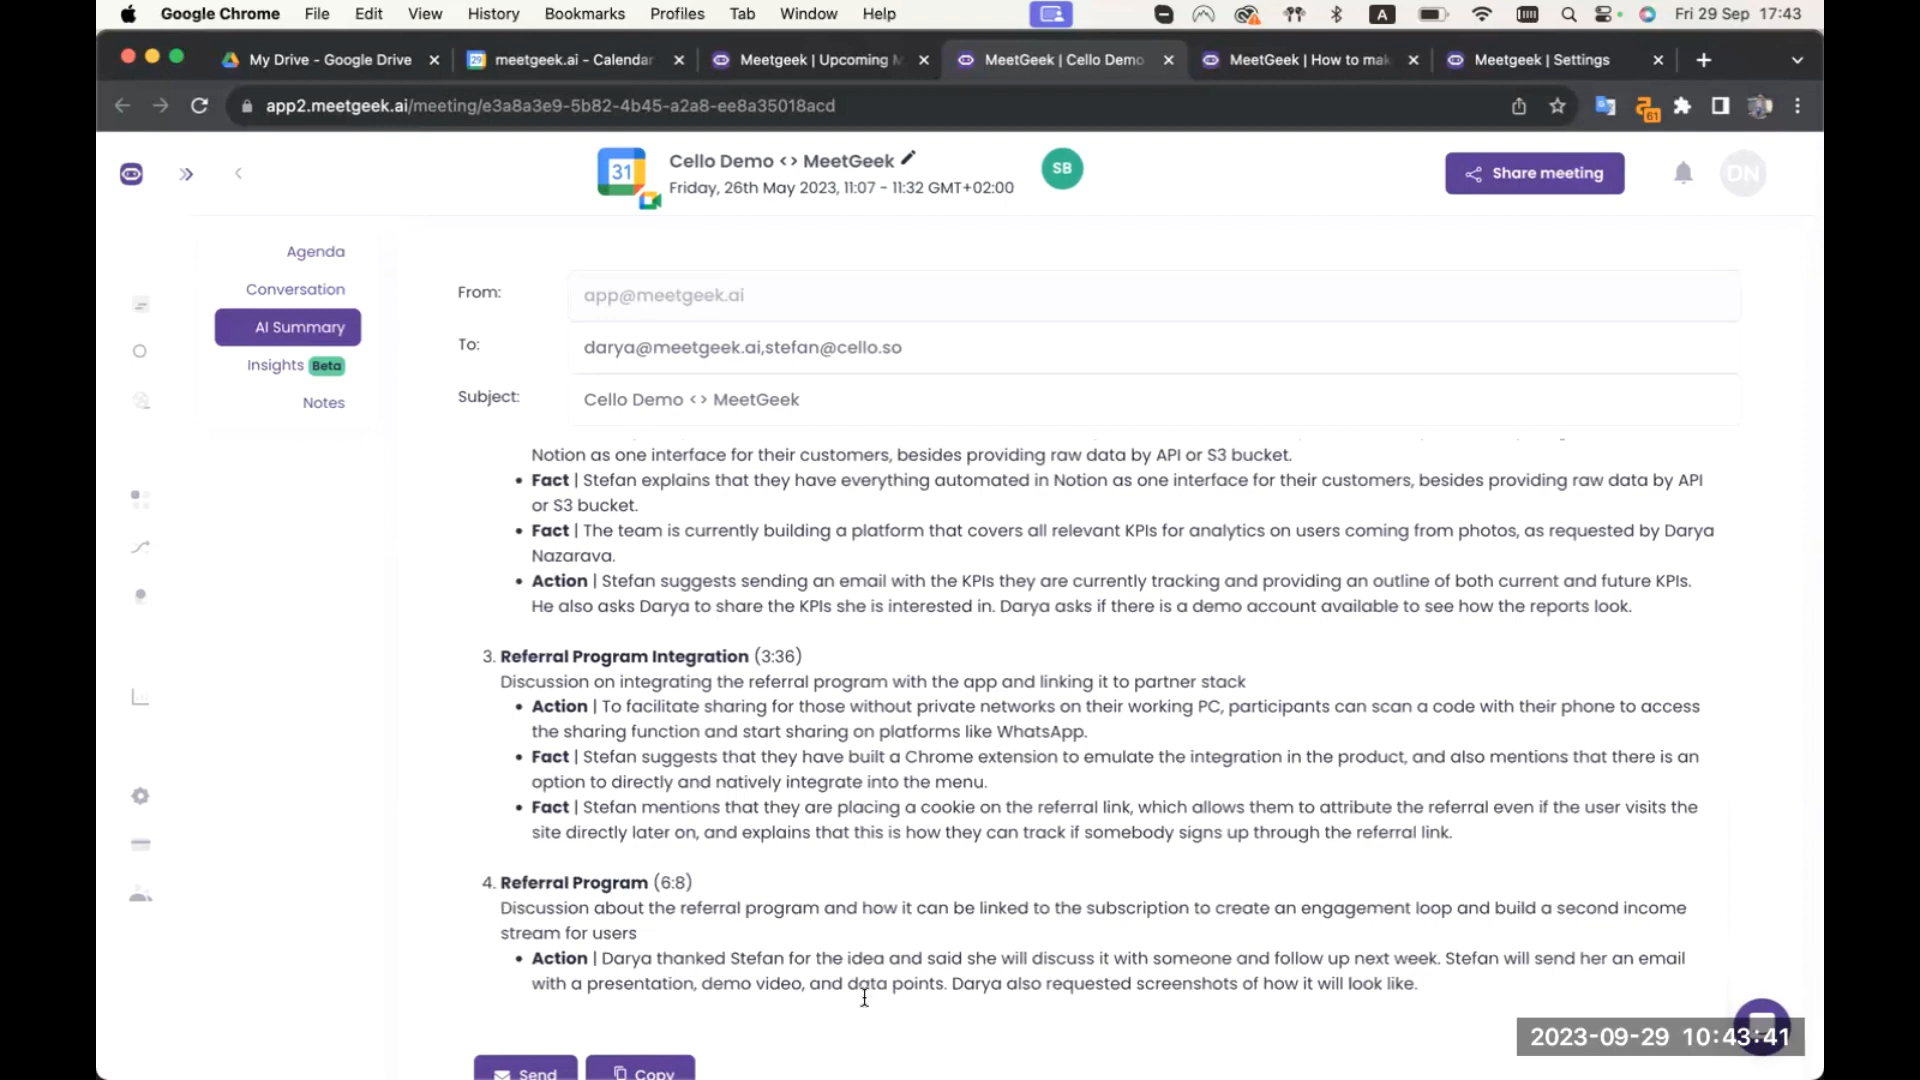 Google Chrome File Edit View History Bookmarks Profiles Tab Window Help A Fri 29 Sep 17:43
My Drive - Google Drive meetgeek.ai - Calendar Meetgeek | Upcoming M MeetGeek | Cello Demo MeetGeek | How to mak Meetgeek | Settings
app2.meetgeek.ai/meeting/e3a8a3e9-5b82-4b45-a2a8-ee8a35018acd 61
31 Cello Demo <> MeetGeek SB Share meeting DN
Friday, 26th May 2023, 11:07 - 11:32 GMT+02:00
Agenda
Conversation
AI Summary
Insights Beta
Notes
From: app@meetgeek.ai
To: darya@meetgeek.ai,stefan@cello.so
Subject: Cello Demo <> MeetGeek
Notion as one interface for their customers, besides providing raw data by API or S3 bucket.
• Fact | Stefan explains that they have everything automated in Notion as one interface for their customers, besides providing raw data by API
or S3 bucket.
• Fact | The team is currently building a platform that covers all relevant KPIs for analytics on users coming from photos, as requested by Darya
Nazarava.
• Action | Stefan suggests sending an email with the KPIs they are currently tracking and providing an outline of both current and future KPIs.
He also asks Darya to share the KPIs she is interested in. Darya asks if there is a demo account available to see how the reports look.
3. Referral Program Integration (3:36)
Discussion on integrating the referral program with the app and linking it to partner stack
• Action | To facilitate sharing for those without private networks on their working PC, participants can scan a code with their phone to access
the sharing function and start sharing on platforms like WhatsApp.
• Fact | Stefan suggests that they have built a Chrome extension to emulate the integration in the product, and also mentions that there is an
option to directly and natively integrate into the menu.
• Fact | Stefan mentions that they are placing a cookie on the referral link, which allows them to attribute the referral even if the user visits the
site directly later on, and explains that this is how they can track if somebody signs up through the referral link.
4. Referral Program (6:8)
Discussion about the referral program and how it can be linked to the subscription to create an engagement loop and build a second income
stream for users
• Action | Darya thanked Stefan for the idea and said she will discuss it with someone and follow up next week. Stefan will send her an email
with a presentation, demo video, and data points. Darya also requested screenshots of how it will look like.
Send Copy
2023-09-29 10:43:41